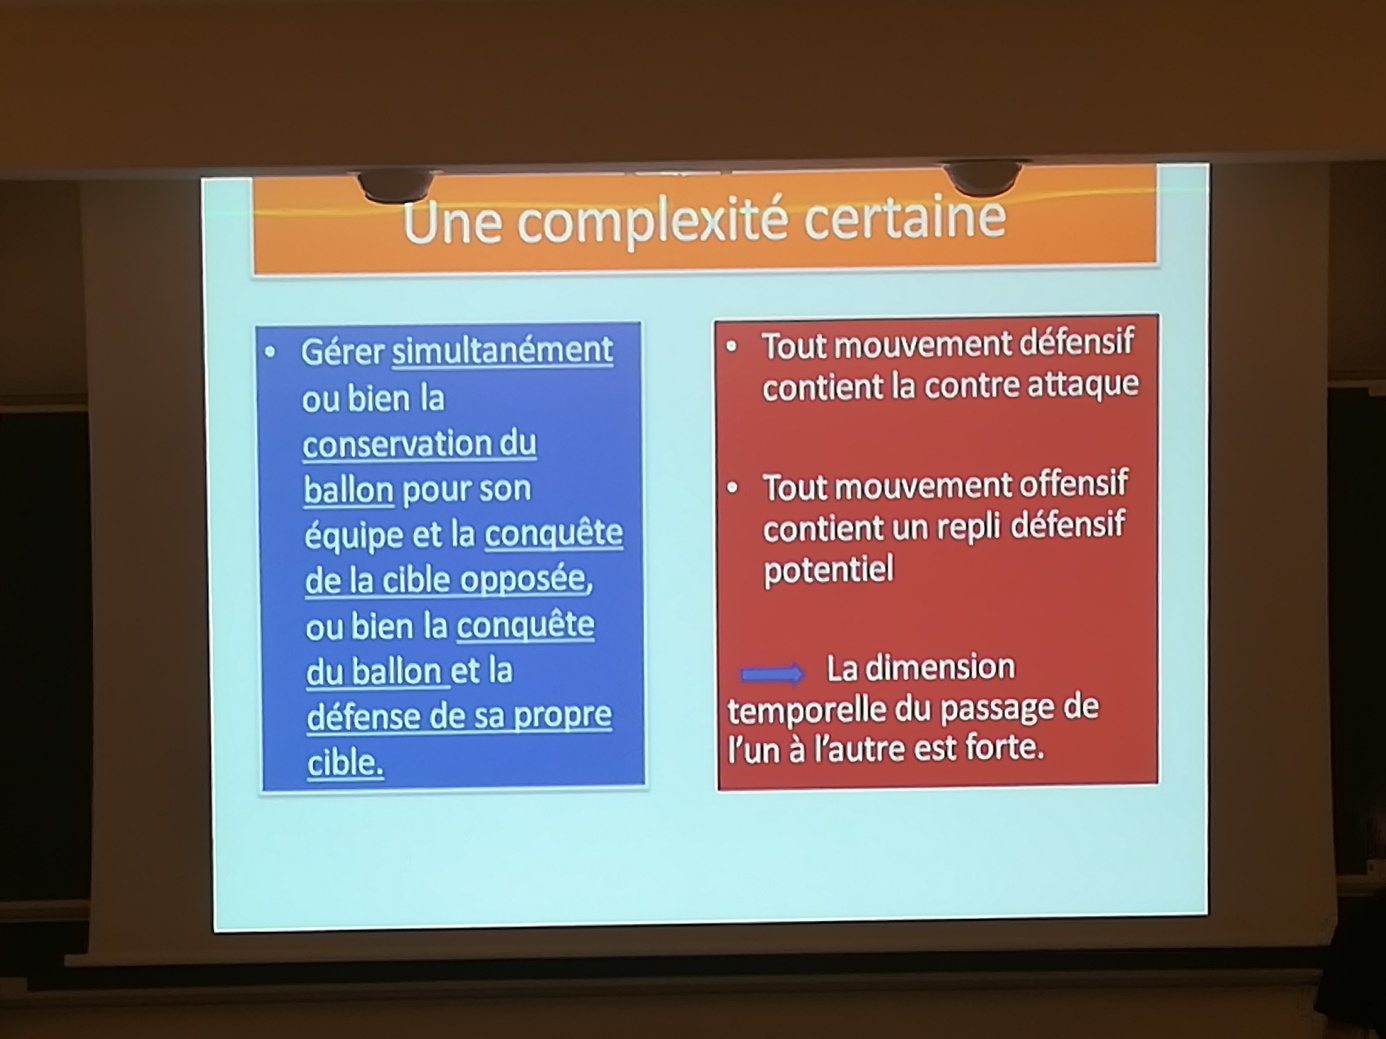 Une complexité certaine
• Gérer simultanément
ou bien la
conservation du
ballon pour son
équipe et la conquête
de la cible opposée,
ou bien la conquête
du ballon et la
défense de sa propre
cible.
• Tout mouvement défensif
contient la contre attaque
• Tout mouvement offensif
contient un repli défensif
potentiel
La dimension
temporelle du passage de
l’un à l’autre est forte.